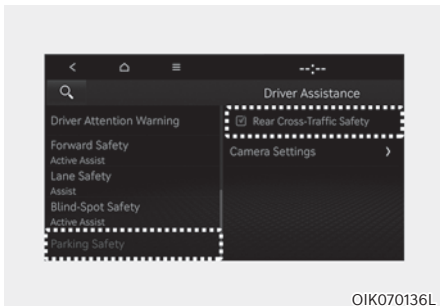 --:--
Driver Assistance
Driver Attention Warning
Forward Safety
Active Assist
Lane Safety
Assist
Blind-Spot Safety
Active Assist
Parking Safety
Rear Cross-Traffic Safety
Camera Settings
OIK070136L